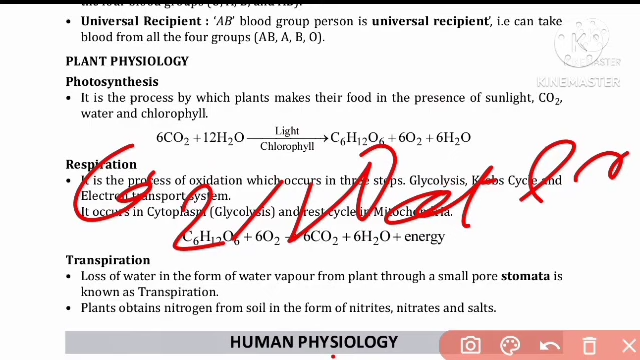 • Universal Recipient : 'AB' blood group person is universal recipient', i.e can take
blood from all the four groups (AB, A, B, O).
KINEMASTER
PLANT PHYSIOLOGY
Photosynthesis
• It is the process by which plants makes their food in the presence of sunlight, CO₂,
water and chlorophyll.
6CO₂ + 12H₂O Light Chlorophyll → C₆H₁₂O₆ + 6O₂ + 6H₂O
Respiration
• It is the process of oxidation which occurs in three steps. Glycolysis, Krebs Cycle and
Electron transport system.
It occurs in Cytoplasm (Glycolysis) and rest cycle in Mitochondria.
C₆H₁₂O₆ + 6O₂ 6CO₂ + 6H₂O + energy
Transpiration
• Loss of water in the form of water vapour from plant through a small pore stomata is
known as Transpiration.
• Plants obtains nitrogen from soil in the form of nitrites, nitrates and salts.
HUMAN PHYSIOLOGY